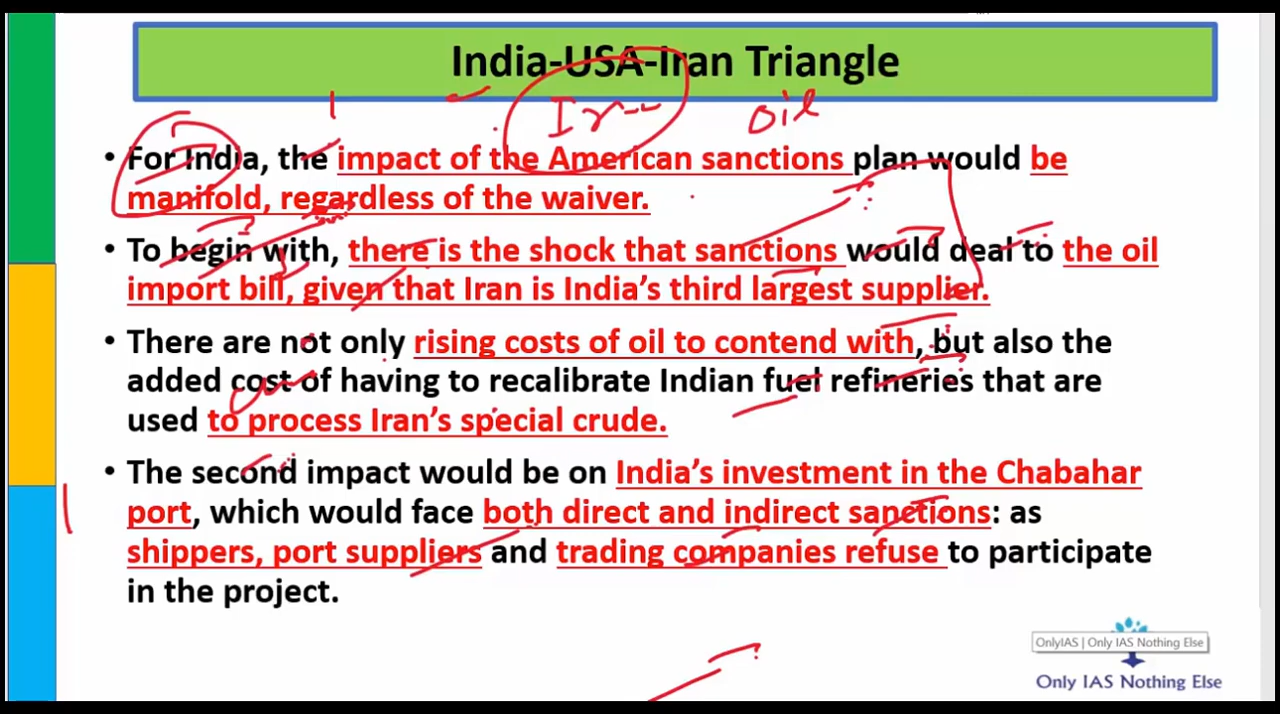 India-USA-Iran Triangle
Ir--
oil
• For India, the impact of the American sanctions plan would be
manifold, regardless of the waiver.
• To begin with, there is the shock that sanctions would deal to the oil
import bill, given that Iran is India's third largest supplier.
• There are not only rising costs of oil to contend with, but also the
added cost of having to recalibrate Indian fuel refineries that are
used to process Iran's special crude.
• The second impact would be on India's investment in the Chabahar
port, which would face both direct and indirect sanctions: as
shippers, port suppliers and trading companies refuse to participate
in the project.
OnlyIAS | Only IAS Nothing Else
Only IAS Nothing Else